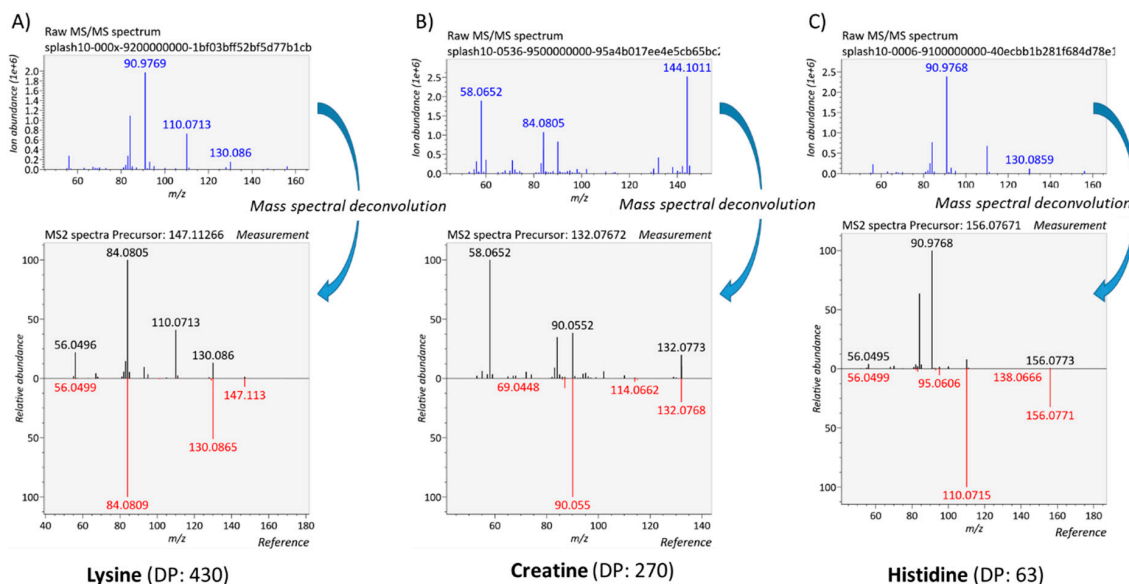 A)
Raw MS/MS spectrum
splash10-000x-9200000000-1bf03bff52bf5d77b1cb
Ion abundance (1e+6)
2.0
1.8
1.6
1.4
1.2
1.0
0.8
0.6
0.4
0.2
0.0
90.9769
110.0713
130.086
60 80 100 120 140 160
m/z
Mass spectral deconvolution
MS2 spectra Precursor: 147.11266 Measurement
Relative abundance
100
50
0
50
100
84.0805
110.0713
56.0496
130.086
56.0499
147.113
130.0865
84.0809
40 60 80 100 120 140 160 180
m/z
Reference
Lysine (DP: 430)
B)
Raw MS/MS spectrum
splash10-0536-9500000000-95a4b017ee4e5cb65bc2
Ion abundance (1e+6)
2.5
2.0
1.5
1.0
0.5
0.0
144.1011
58.0652
84.0805
60 80 100 120 140
m/z
Mass spectral deconvolution
MS2 spectra Precursor: 132.07672 Measurement
Relative abundance
100
50
0
50
100
58.0652
90.0552
132.0773
69.0448
114.0662
132.0768
90.055
60 80 100 120 140
m/z
Reference
Creatine (DP: 270)
C)
Raw MS/MS spectrum
splash10-0006-9100000000-40ecbb1b281f684d78e1
Ion abundance (1e+6)
2.5
2.0
1.5
1.0
0.5
0.0
90.9768
130.0859
60 80 100 120 140 160
m/z
Mass spectral deconvolution
MS2 spectra Precursor: 156.07671 Measurement
Relative abundance
100
50
0
50
100
90.9768
56.0495
156.0773
56.0499
95.0606
138.0666
156.0771
110.0715
60 80 100 120 140 160
m/z
Reference
Histidine (DP: 63)